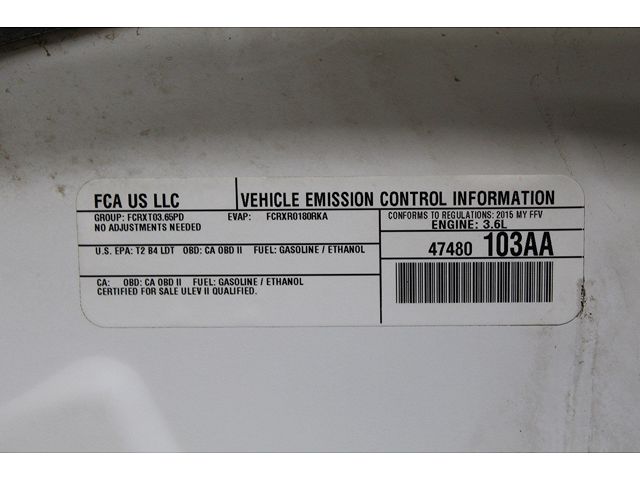 FCA US LLC VEHICLE EMISSION CONTROL INFORMATION
GROUP: FCRXT03.65PD EVAP: FCRXR0180RKA
NO ADJUSTMENTS NEEDED
CONFORMS TO REGULATIONS: 2015 MY FFV
ENGINE: 3.6L
U.S. EPA: T2 B4 LDT OBD: CA OBD II FUEL: GASOLINE / ETHANOL
47480 103AA
CA: OBD: CA OBD II FUEL: GASOLINE / ETHANOL
CERTIFIED FOR SALE ULEV II QUALIFIED.